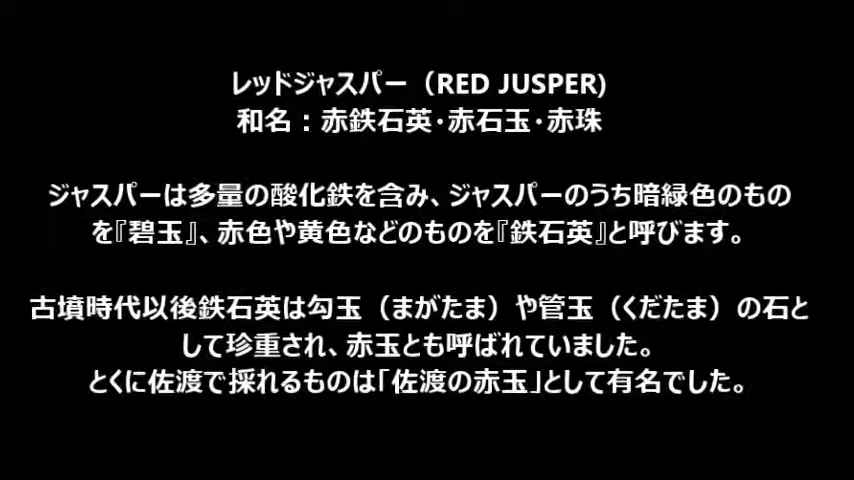 レッドジャスパー（RED JUSPER)
和名：赤鉄石英・赤石玉・赤珠
ジャスパーは多量の酸化鉄を含み、ジャスパーのうち暗緑色のもの
を『碧玉』、赤色や黄色などのものを『鉄石英』と呼びます。
古墳時代以後鉄石英は勾玉（まがたま）や管玉（くだたま）の石と
して珍重され、赤玉とも呼ばれていました。
とくに佐渡で採れるものは「佐渡の赤玉」として有名でした。